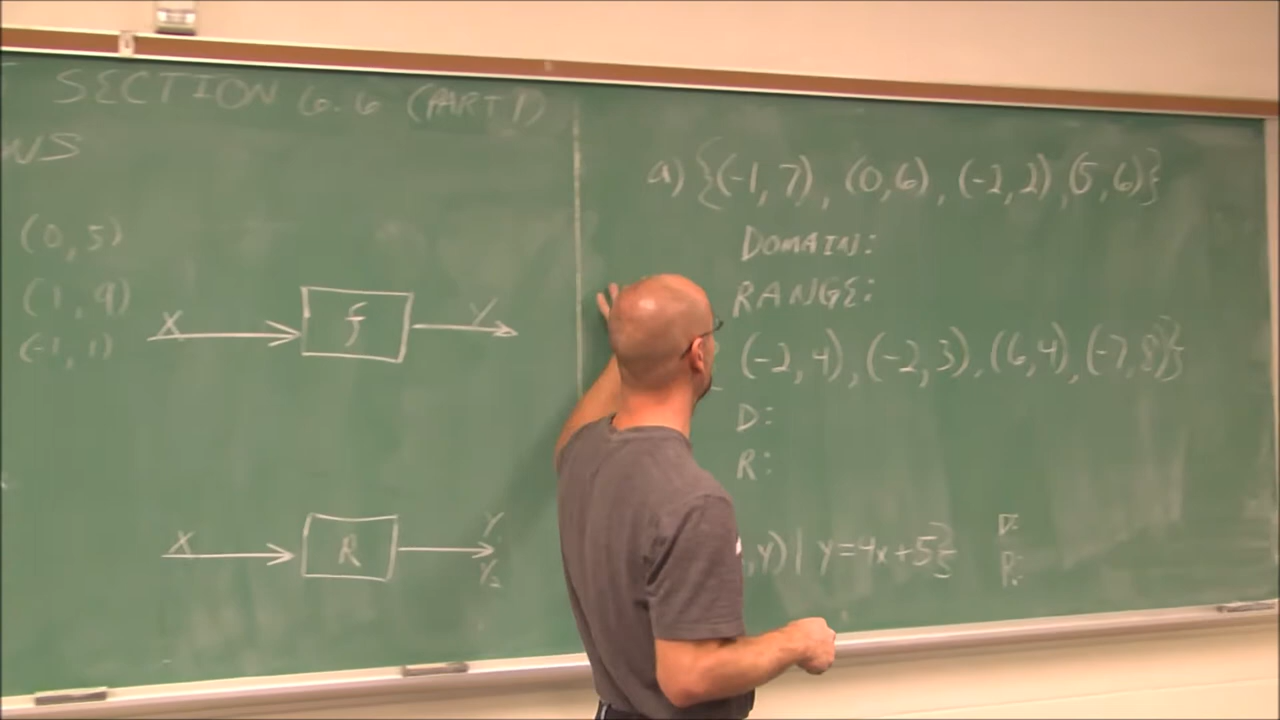 SECTION 6.6 (PART 1)
NS
(0,5)
(1,9)
(-1,1)
X f Y
X R Y₁
Y₂
a) {(-1,7), (0,6), (-2,2), (5,6)}
DOMAIN:
RANGE:
(-2,4), (-2,3), (6,4), (-7,8)}
D:
R:
,y) | y=4x+5}
D:
R: